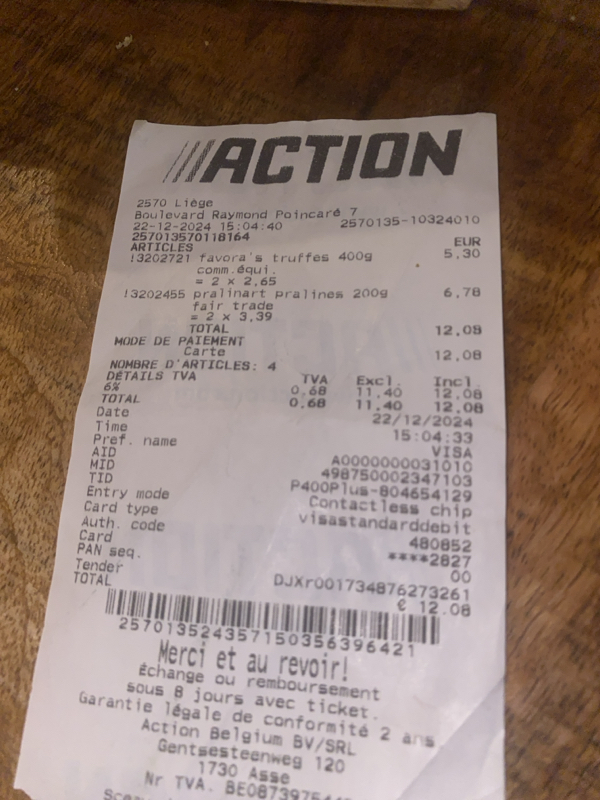 ACTION
2570 Liège
Boulevard Raymond Poincaré 7
22-12-2024 15:04:40 2570135-10324010
257013570118164
ARTICLES EUR
!3202721 favora's truffes 400g 5,30
comm.équi.
= 2 x 2,65
!3202455 pralinart pralines 200g 6,78
fair trade
= 2 x 3,39
TOTAL 12,08
MODE DE PAIEMENT
Carte 12,08
NOMBRE D'ARTICLES: 4
DÉTAILS TVA TVA Excl. Incl.
6% 0,68 11,40 12,08
TOTAL 0,68 11,40 12,08
Date 22/12/2024
Time 15:04:33
Pref. name VISA
AID A0000000031010
MID 498750002347103
TID P400Plus-804654129
Entry mode Contactless chip
Card type visastandarddebit
Auth. code 480852
Card ****2827
PAN seq. 00
Tender DJXr001734876273261
TOTAL € 12.08
257013524357150356396421
Merci et au revoir!
Échange ou remboursement
sous 8 jours avec ticket.
Garantie légale de conformité 2 ans
Action Belgium BV/SRL
Gentsesteenweg 120
1730 Asse
Nr TVA.